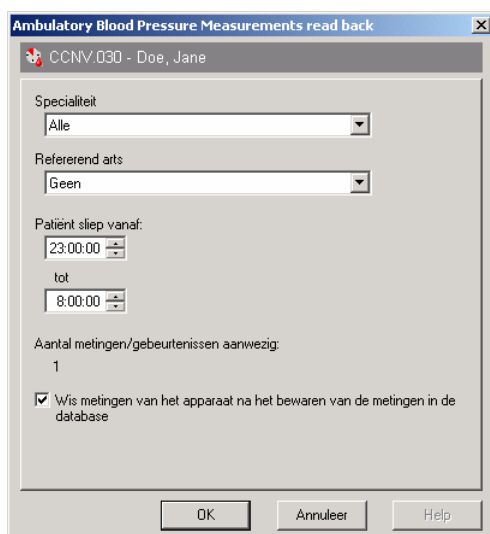 Ambulatory Blood Pressure Measurements read back
CCNV.030 - Doe, Jane
Specialiteit
Alle
Refererend arts
Geen
Patiënt sliep vanaf:
23:00:00
tot
8:00:00
Aantal metingen/gebeurtenissen aanwezig:
1
Wis metingen van het apparaat na het bewaren van de metingen in de
database
OK Annuleer Help